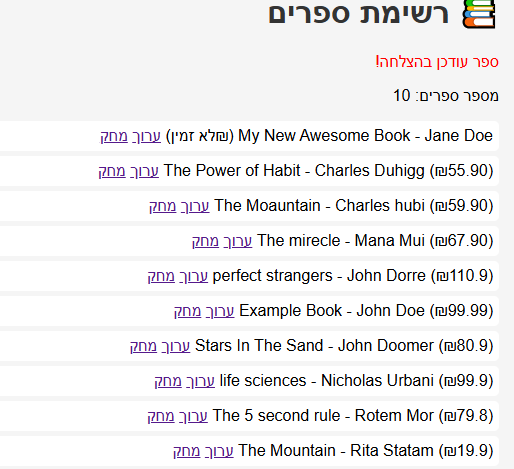 רשימת ספרים
ספר עודכן בהצלחה!
מספר ספרים: 10
My New Awesome Book - Jane Doe (₪לא זמין) ערוך מחק
The Power of Habit - Charles Duhigg (₪55.90) ערוך מחק
The Moauntain - Charles hubi (₪59.90) ערוך מחק
The mirecle - Mana Mui (₪67.90) ערוך מחק
perfect strangers - John Dorre (₪110.9) ערוך מחק
Example Book - John Doe (₪99.99) ערוך מחק
Stars In The Sand - John Doomer (₪80.9) ערוך מחק
life sciences - Nicholas Urbani (₪99.9) ערוך מחק
The 5 second rule - Rotem Mor (₪79.8) ערוך מחק
The Mountain - Rita Statam (₪19.9) ערוך מחק